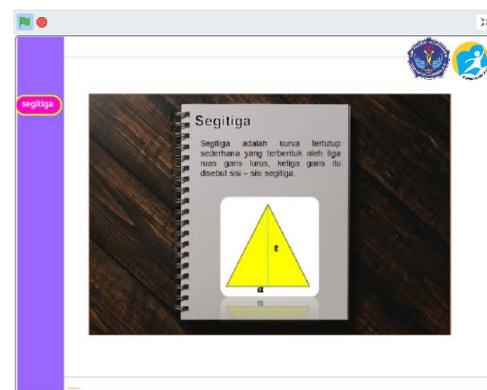 segitiga
Segitiga
Segitiga adalah kurva tertutup
sederhana yang terbentuk oleh tiga
ruas garis lurus, ketiga garis itu
disebut sisi – sisi segitiga.
t
a